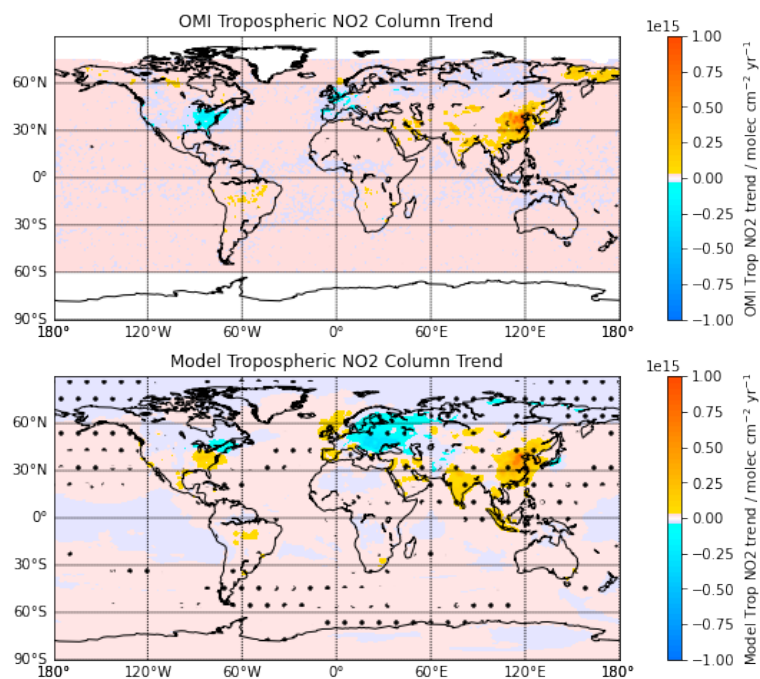 OMI Tropospheric NO2 Column Trend
1e15
60°N
30°N
0°
30°S
60°S
90°S
180°
120°W
60°W
0°
60°E
120°E
180°
1.00
0.75
0.50
0.25
0.00
−0.25
−0.50
−0.75
−1.00
OMI Trop NO2 trend / molec cm⁻² yr⁻¹
Model Tropospheric NO2 Column Trend
1e15
60°N
30°N
0°
30°S
60°S
90°S
180°
120°W
60°W
0°
60°E
120°E
180°
1.00
0.75
0.50
0.25
0.00
−0.25
−0.50
−0.75
−1.00
Model Trop NO2 trend / molec cm⁻² yr⁻¹